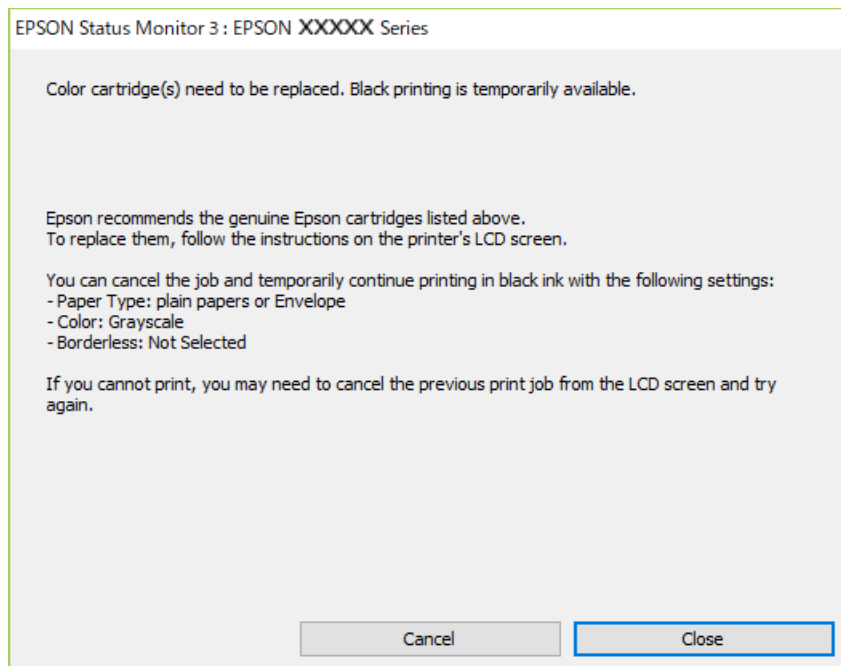 EPSON Status Monitor 3 : EPSON XXXXX Series
Color cartridge(s) need to be replaced. Black printing is temporarily available.
Epson recommends the genuine Epson cartridges listed above.
To replace them, follow the instructions on the printer's LCD screen.
You can cancel the job and temporarily continue printing in black ink with the following settings:
- Paper Type: plain papers or Envelope
- Color: Grayscale
- Borderless: Not Selected
If you cannot print, you may need to cancel the previous print job from the LCD screen and try
again.
Cancel
Close